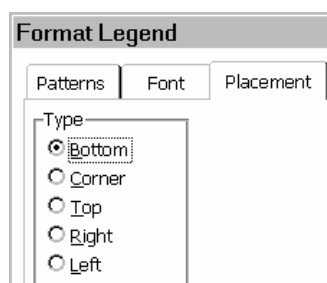 Format Legend
Patterns Font Placement
Type
Bottom
Corner
Top
Right
Left